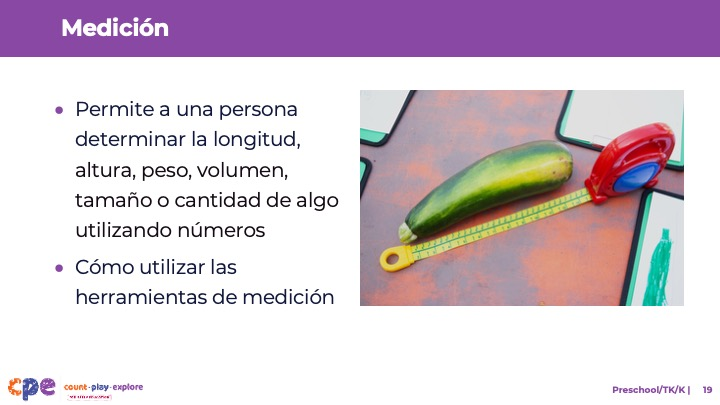 Medición
Permite a una persona
determinar la longitud,
altura, peso, volumen,
tamaño o cantidad de algo
utilizando números
Cómo utilizar las
herramientas de medición
cpe count·play·explore
Preschool/TK/K | 19